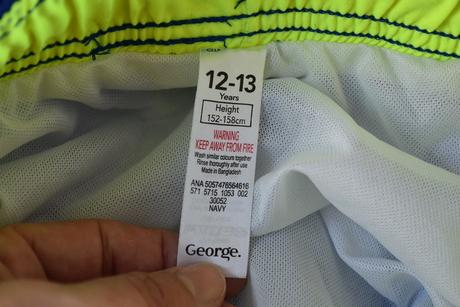 12-13
Years
Height
152-158cm
WARNING
KEEP AWAY FROM FIRE
Wash similar colours together
Rinse thoroughly after use
Made in Bangladesh
ANA 5057476564616
571 5715 1053 002
30052
NAVY
George.